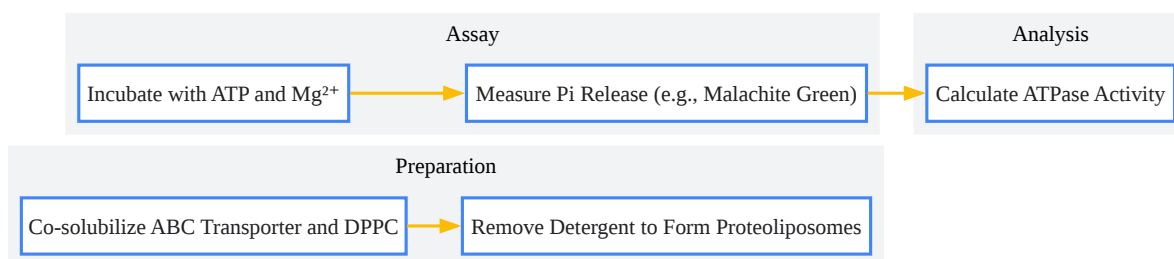 Assay
Analysis
Incubate with ATP and Mg²⁺
Measure Pi Release (e.g., Malachite Green)
Calculate ATPase Activity
Preparation
Co-solubilize ABC Transporter and DPPC
Remove Detergent to Form Proteoliposomes